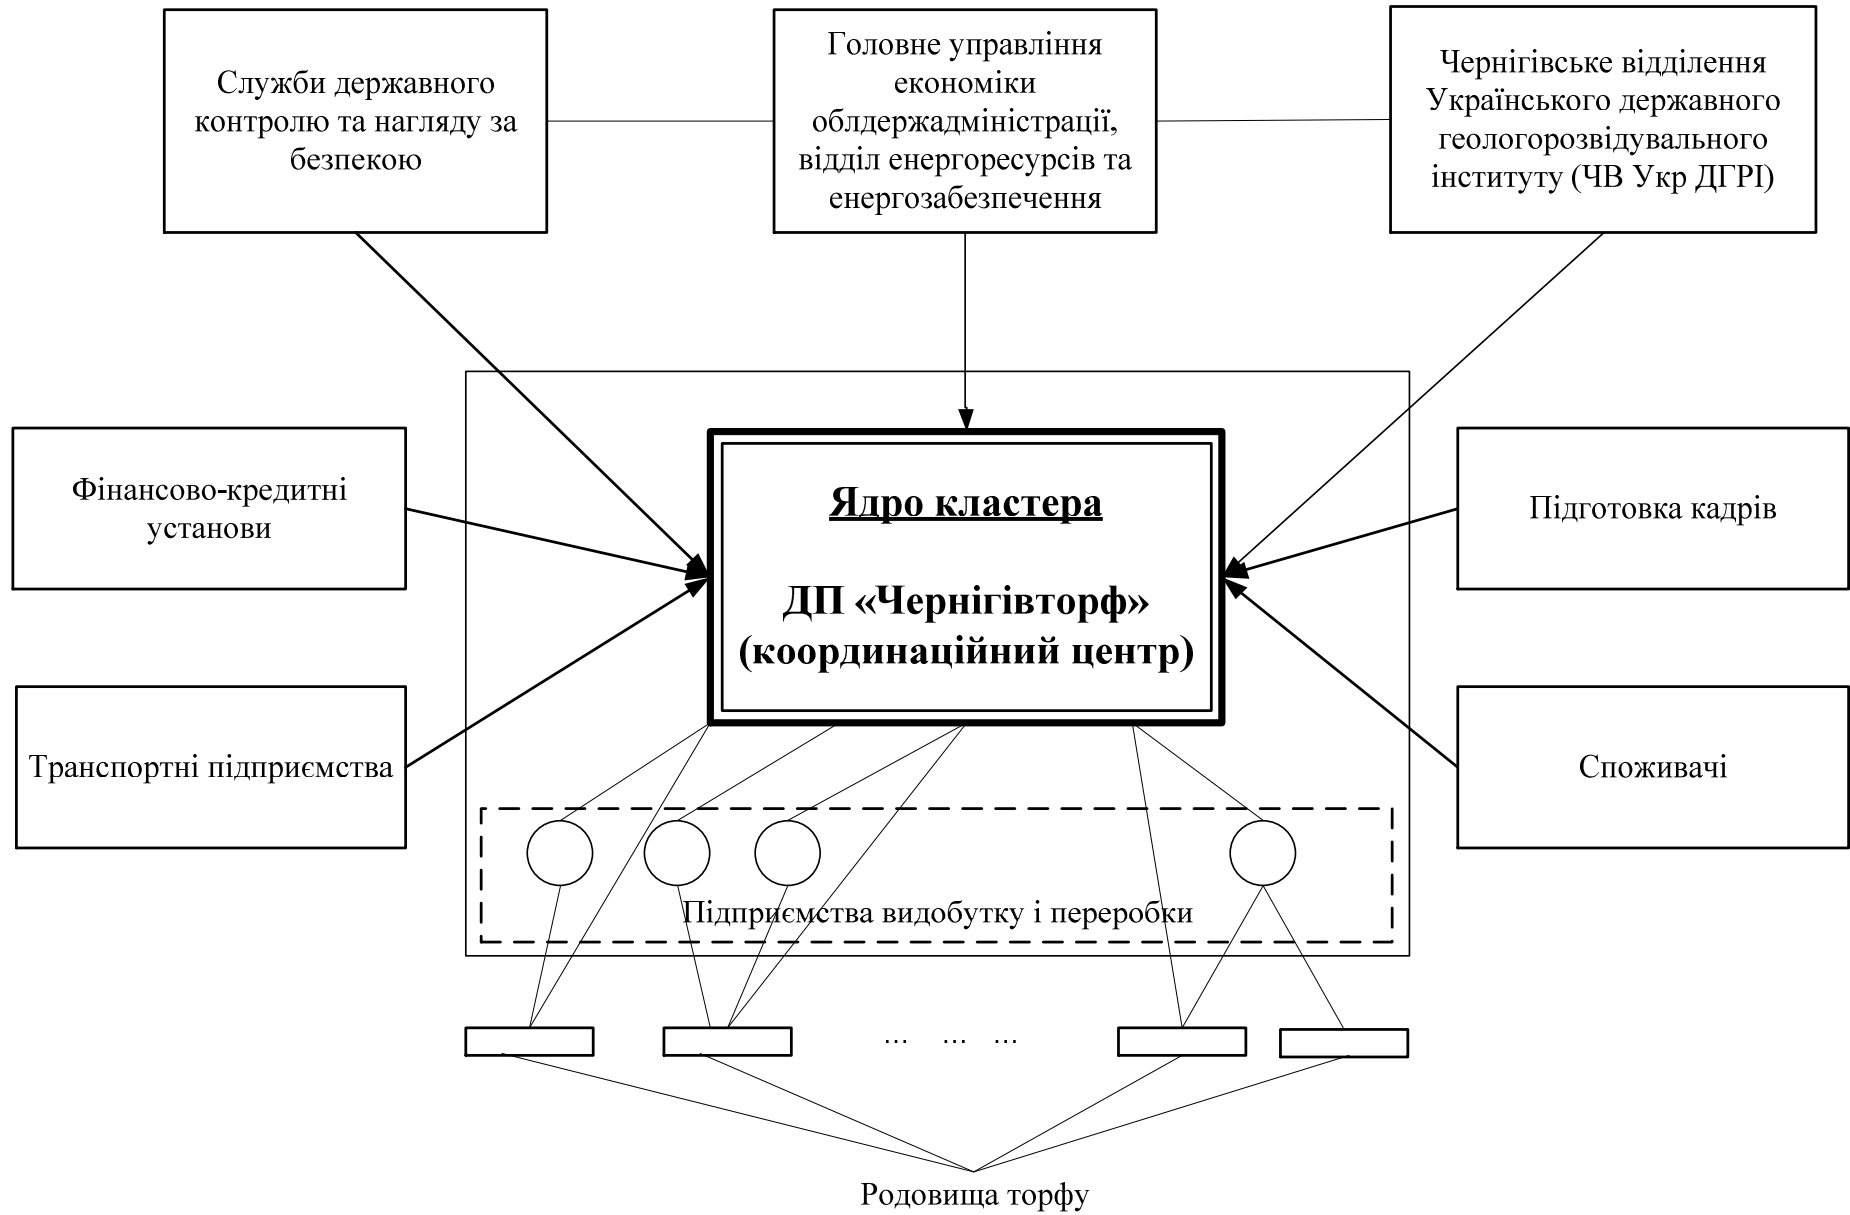 Служби державного
контролю та нагляду за
безпекою
Головне управління
економіки
облдержадміністрації,
відділ енергоресурсів та
енергозабезпечення
Чернігівське відділення
Українського державного
геологорозвідувального
інституту (ЧВ Укр ДГРІ)
Фінансово-кредитні
установи
Ядро кластера
ДП «Чернігівторф»
(координаційний центр)
Підготовка кадрів
Транспортні підприємства
Споживачі
Підприємства видобутку і переробки
... ... ...
Родовища торфу